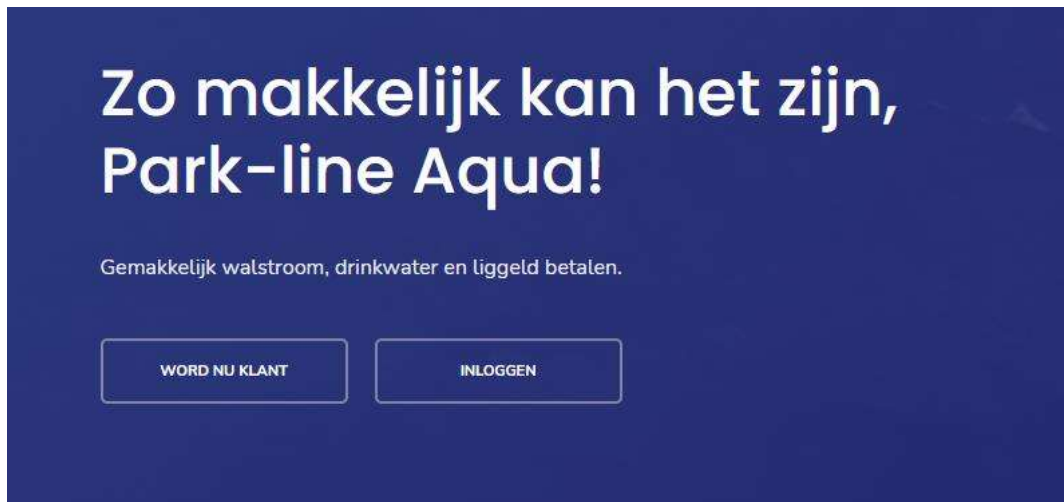 Zo makkelijk kan het zijn,
Park-line Aqua!
Gemakkelijk walstroom, drinkwater en liggeld betalen.
WORD NU KLANT
INLOGGEN